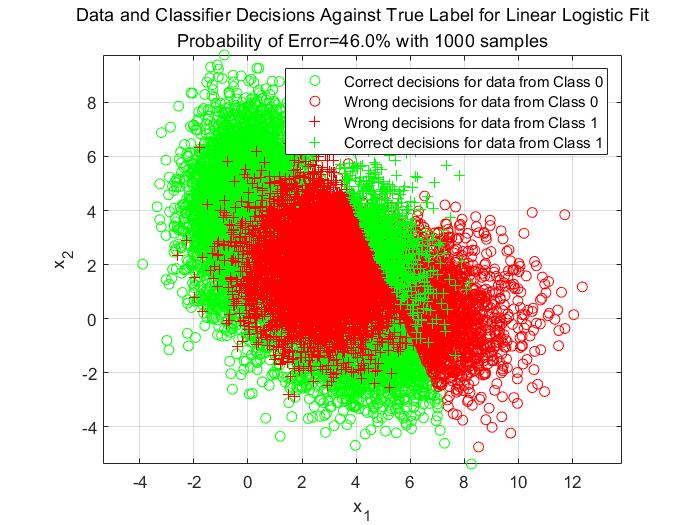 Data and Classifier Decisions Against True Label for Linear Logistic Fit
Probability of Error=46.0% with 1000 samples
Correct decisions for data from Class 0
Wrong decisions for data from Class 0
Wrong decisions for data from Class 1
Correct decisions for data from Class 1
8
6
4
2
0
-2
-4
x2
-4
-2
0
2
4
6
8
10
12
x1